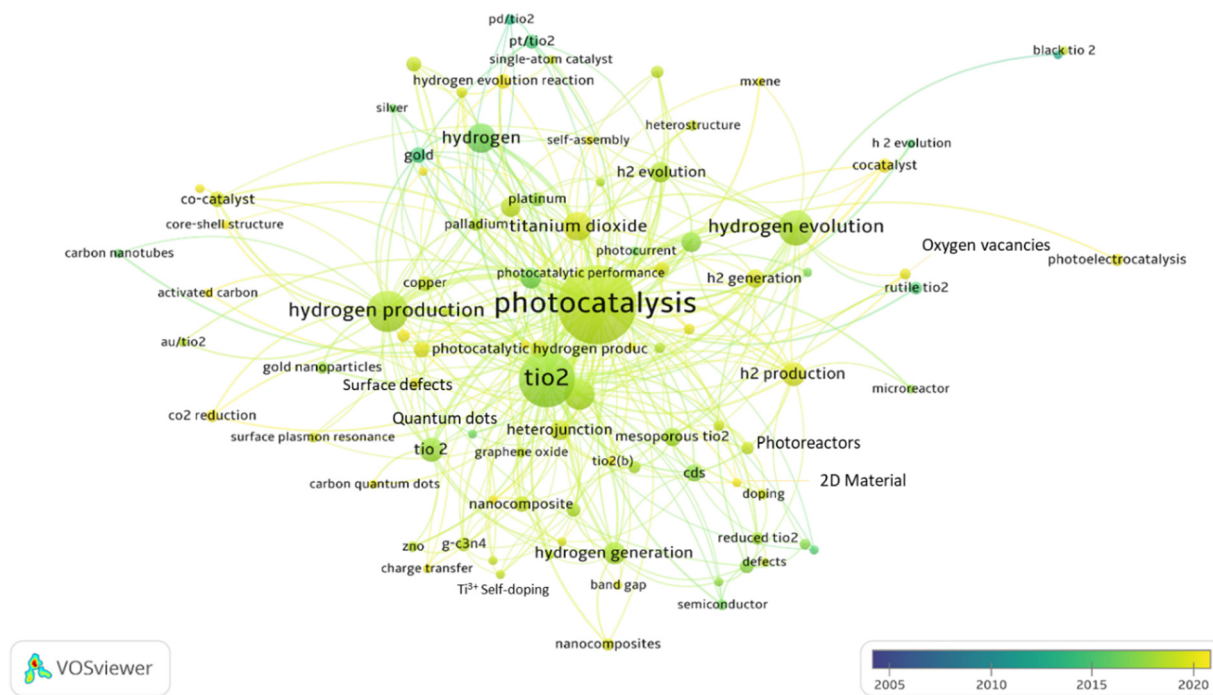 pd/tio2
pt/tio2
black tio 2
single-atom catalyst
hydrogen evolution reaction
mxene
silver
heterostructure
hydrogen
self-assembly
h 2 evolution
gold
cocatalyst
h2 evolution
co-catalyst
platinum
core-shell structure
palladium
titanium dioxide
hydrogen evolution
Oxygen vacancies
carbon nanotubes
photocurrent
photoelectrocatalysis
photocatalytic performance
h2 generation
copper
rutile tio2
activated carbon
photocatalysis
hydrogen production
au/tio2
photocatalytic hydrogen produc
gold nanoparticles
h2 production
Surface defects
tio2
microreactor
co2 reduction
Quantum dots
surface plasmon resonance
heterojunction
mesoporous tio2
Photoreactors
tio 2
graphene oxide
tio2(b)
cds
2D Material
carbon quantum dots
doping
nanocomposite
reduced tio2
zno
g-c3n4
hydrogen generation
defects
charge transfer
Ti³⁺ Self-doping
band gap
semiconductor
nanocomposites
VOSviewer
2005
2010
2015
2020